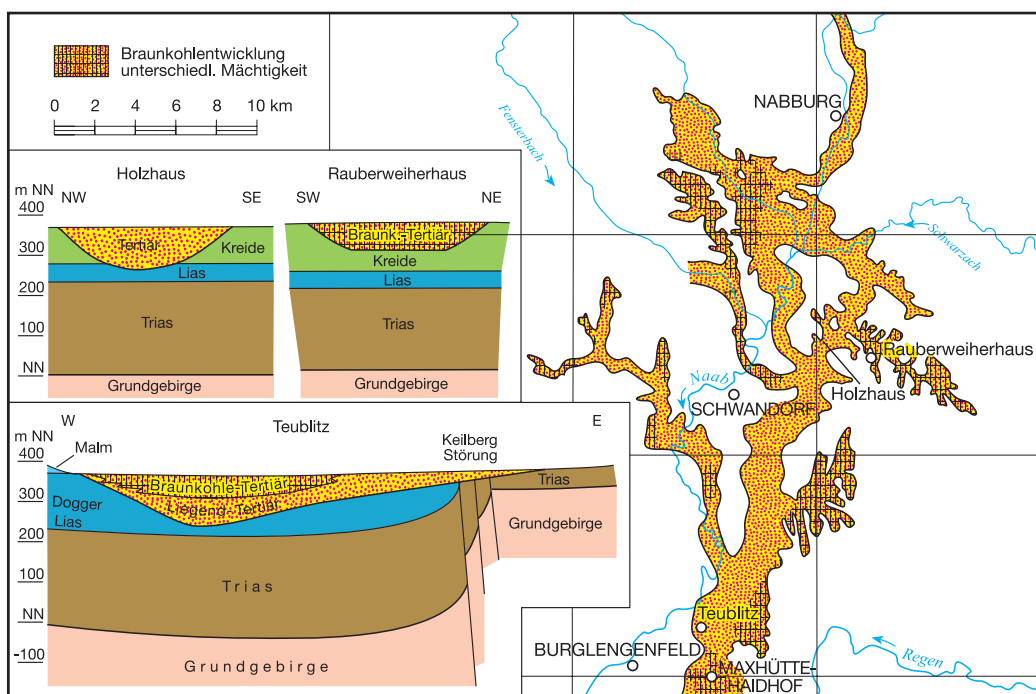 Braunkohlentwicklung
unterschiedl. Mächtigkeit
0 2 4 6 8 10 km
Holzhaus
m NN
NW SE
400
300
200
100
NN
Tertiär
Kreide
Lias
Trias
Grundgebirge
Rauberweiherhaus
SW NE
Braunk.-Tertiär
Kreide
Lias
Trias
Grundgebirge
Teublitz
W E
m NN
Malm
Keilberg
Störung
400
300
200
100
NN
-100
Braunkohle-Tertiär
Liegend-Tertiär
Dogger
Lias
Trias
Grundgebirge
Trias
Grundgebirge
NABBURG
Fensterbach
Schwarzach
Rauberweiherhaus
Holzhaus
Naab
SCHWANDORF
Teublitz
BURGLENGENFELD
MAXHÜTTE-
HAIDHOF
Regen